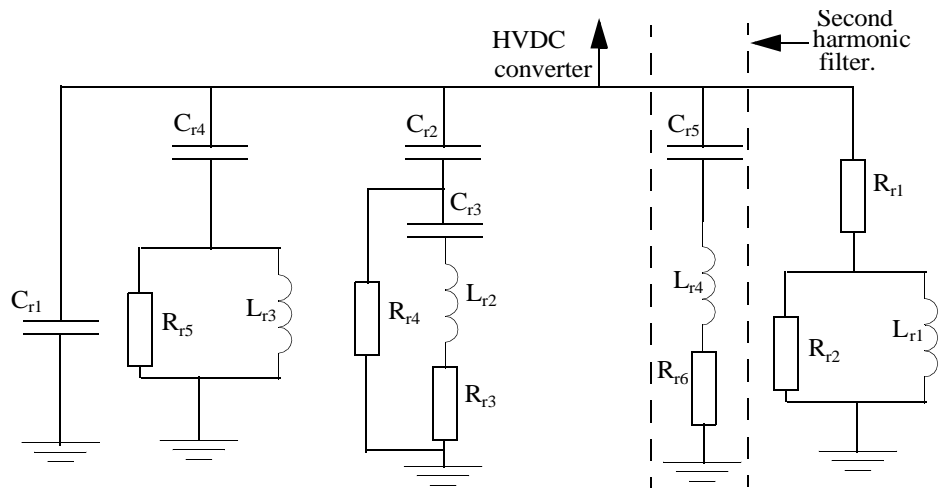 HVDC
converter
Second
harmonic
filter.
Cr4
Cr2
Cr5
Rr1
Cr3
Cr1
Rr5
Lr3
Rr4
Lr2
Lr4
Rr2
Lr1
Rr3
Rr6